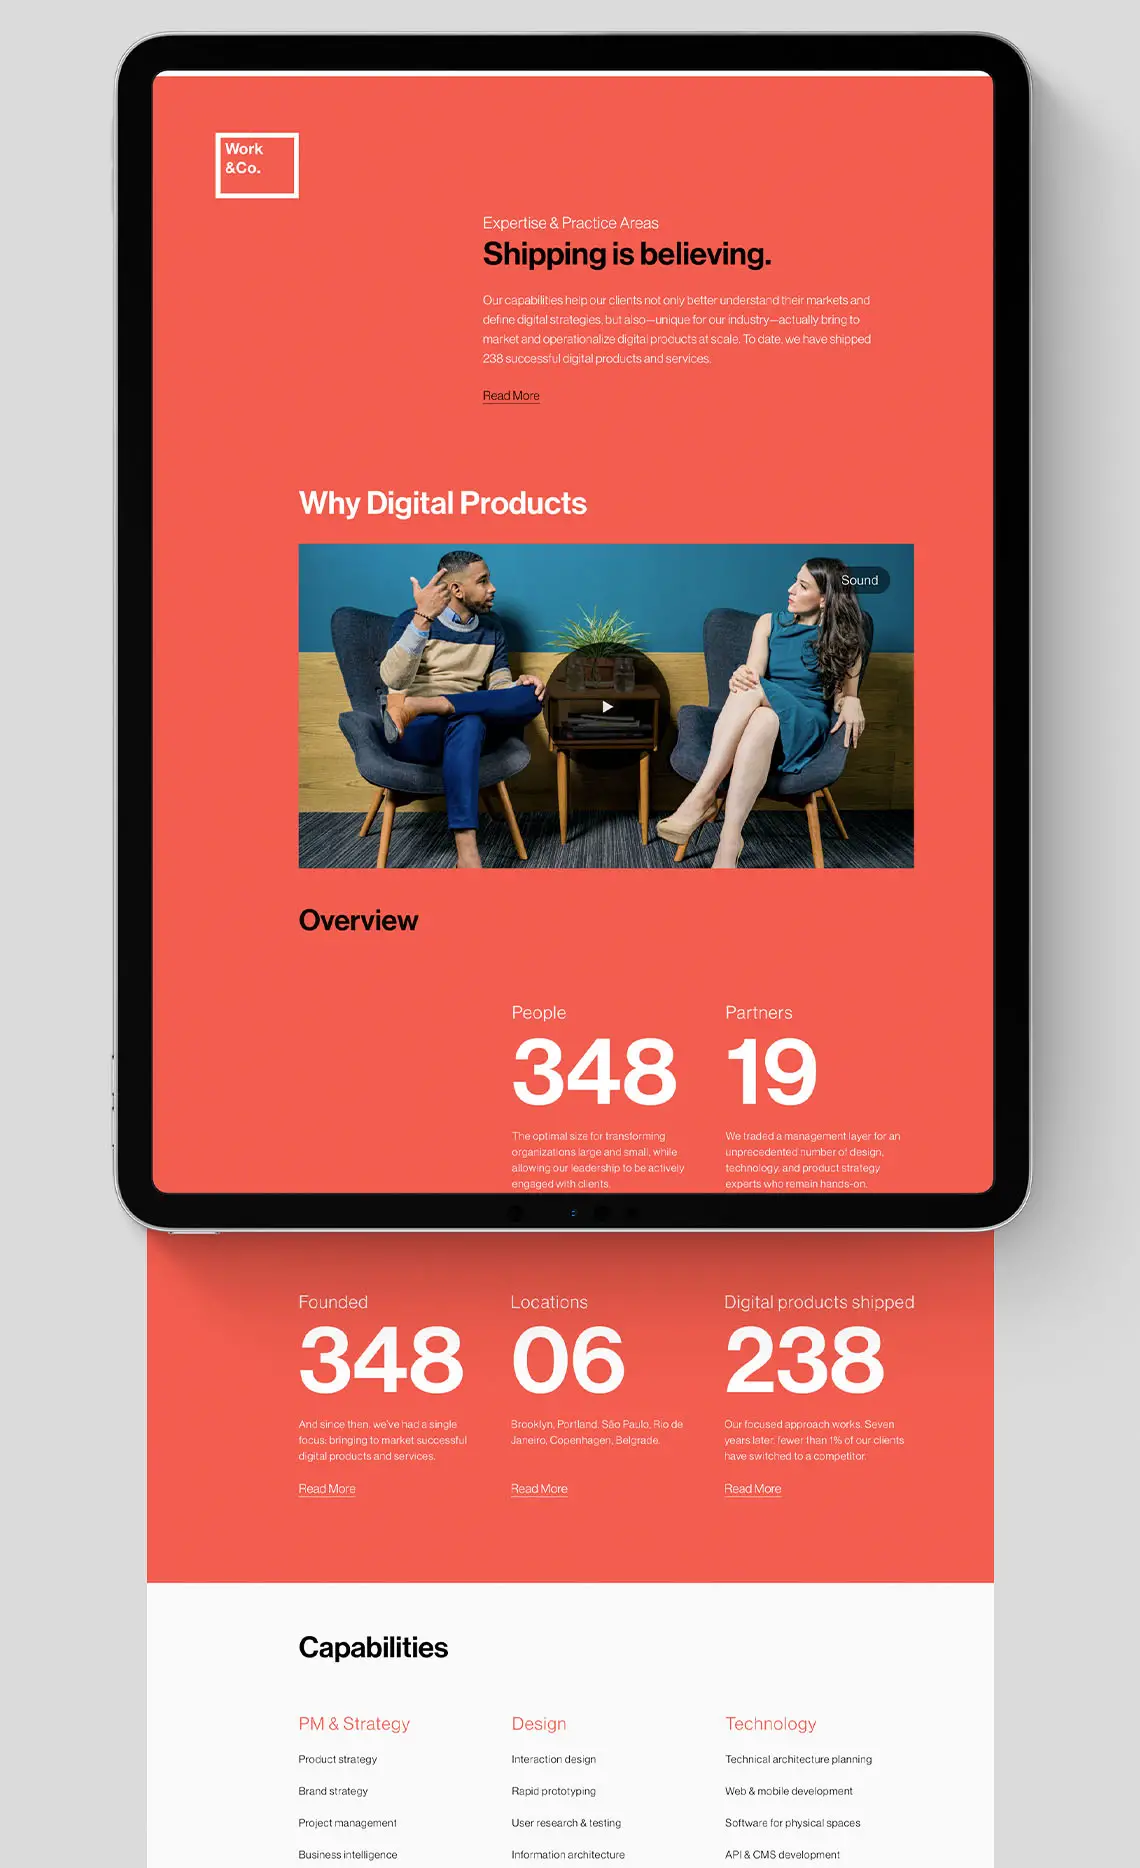 Work
&Co.
Expertise & Practice Areas
Shipping is believing.
Our capabilities help our clients not only better understand their markets and
define digital strategies, but also—unique for our industry—actually bring to
market and operationalize digital products at scale. To date, we have shipped
238 successful digital products and services.
Read More
Why Digital Products
Sound
Overview
People
348
The optimal size for transforming
organizations large and small, while
allowing our leadership to be actively
engaged with clients.
Partners
19
We traded a management layer for an
unprecedented number of design,
technology, and product strategy
experts who remain hands-on.
Founded
348
And since then, we've had a single
focus: bringing to market successful
digital products and services.
Read More
Locations
06
Brooklyn, Portland, São Paulo, Rio de
Janeiro, Copenhagen, Belgrade.
Read More
Digital products shipped
238
Our focused approach works. Seven
years later, fewer than 1% of our clients
have switched to a competitor.
Read More
Capabilities
PM & Strategy
Product strategy
Brand strategy
Project management
Business intelligence
Design
Interaction design
Rapid prototyping
User research & testing
Information architecture
Technology
Technical architecture planning
Web & mobile development
Software for physical spaces
API & CMS development